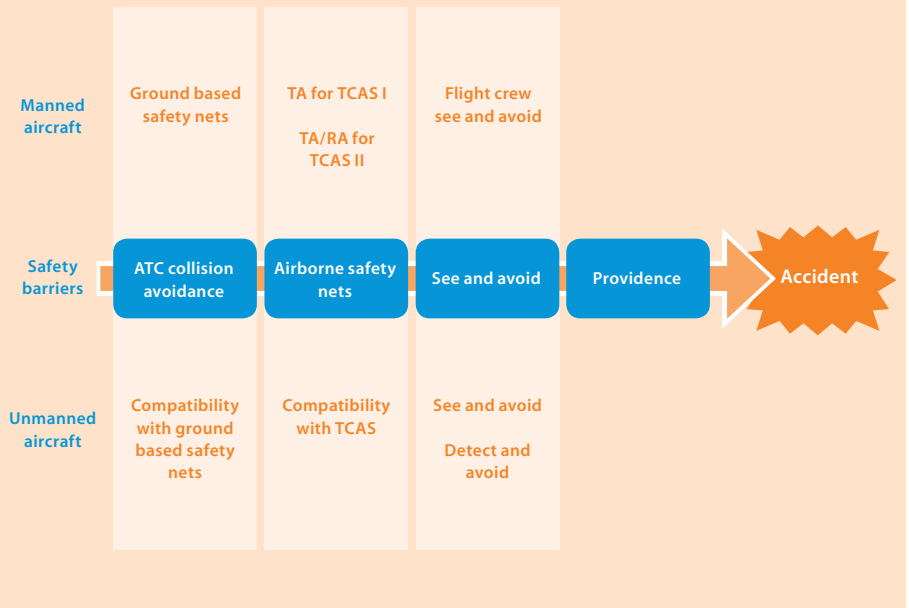 Manned
aircraft
Ground based
safety nets
TA for TCAS I
TA/RA for
TCAS II
Flight crew
see and avoid
Safety
barriers
ATC collision
avoidance
Airborne safety
nets
See and avoid
Providence
Accident
Unmanned
aircraft
Compatibility
with ground
based safety
nets
Compatibility
with TCAS
See and avoid
Detect and
avoid